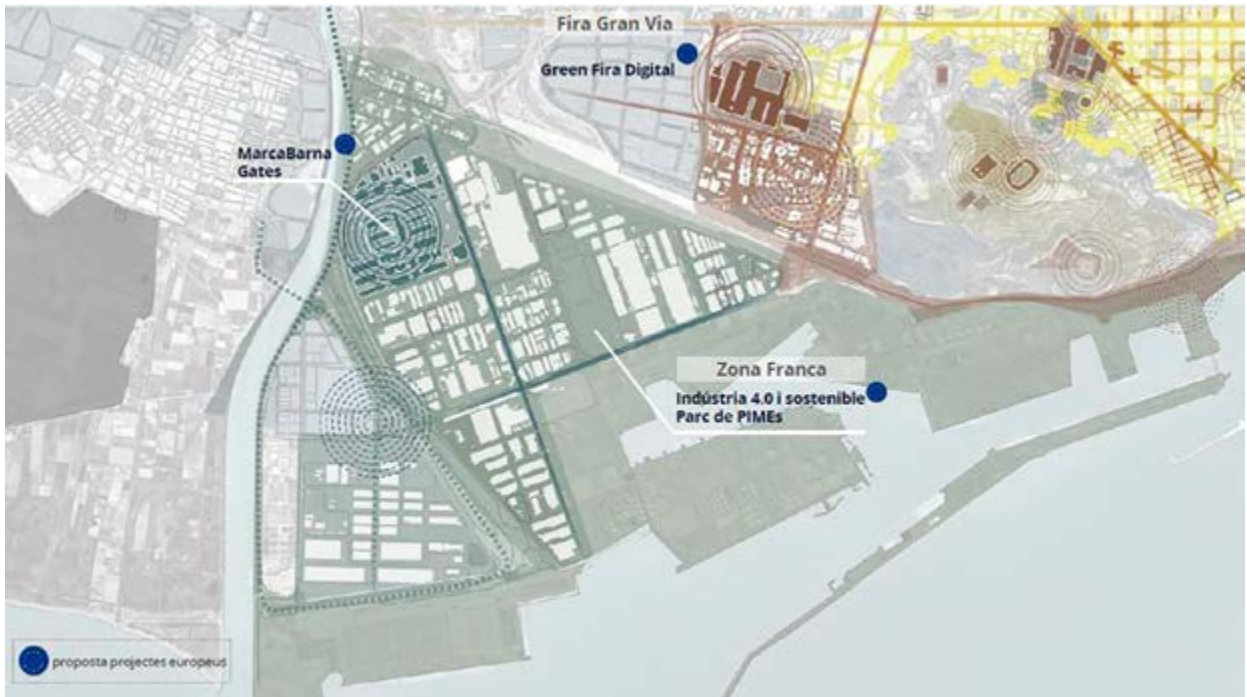 Fira Gran Via
Green Fira Digital
MarcaBarna
Gates
Zona Franca
Indústria 4.0 i sostenible
Parc de PIMEs
proposta projectes europeus